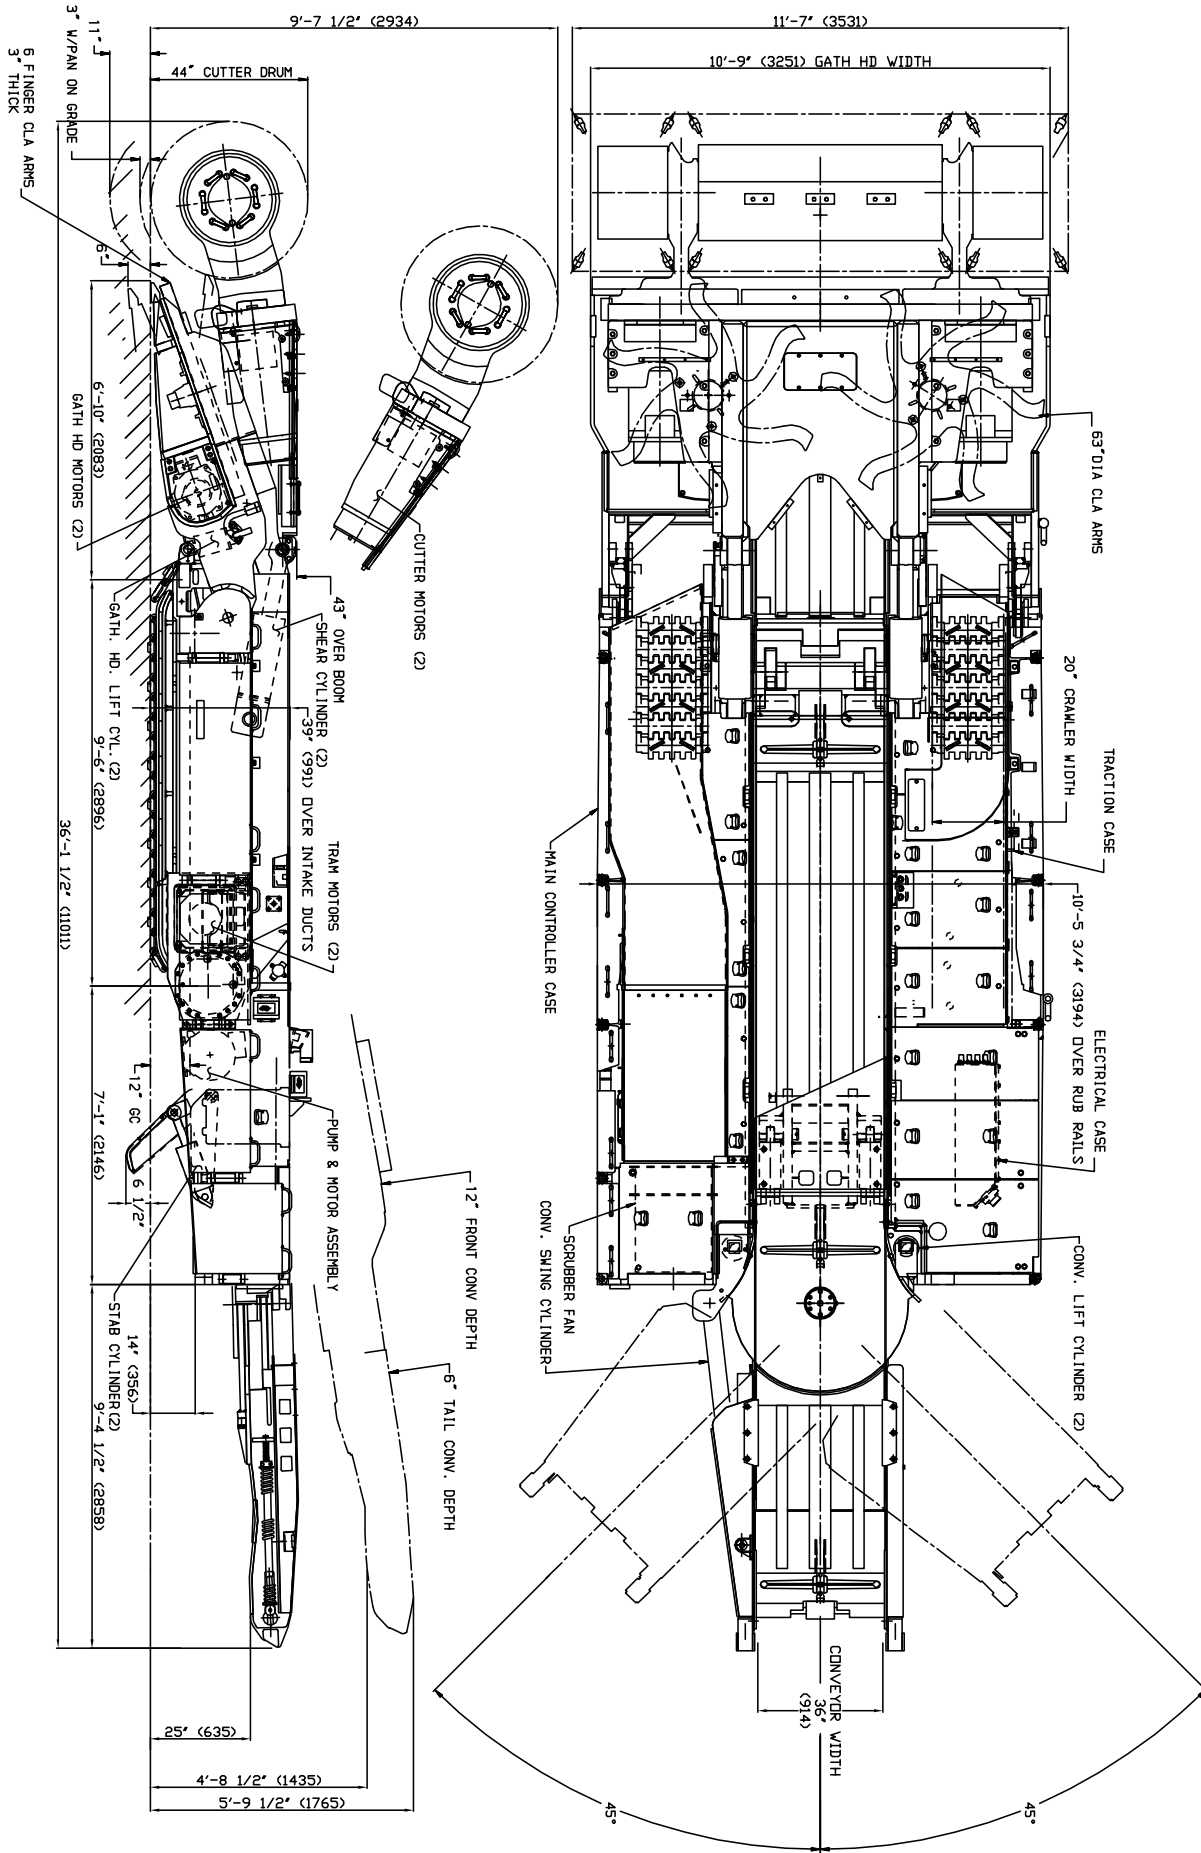 9'-7 1/2" (2934)
11'-7" (3531)
10'-9" (3251) GATH HD WIDTH
44" CUTTER DRUM
11"
3" W/PAN ON GRADE
6 FINGER CLA ARMS
3" THICK
6"
6'-10" (2083)
GATH HD MOTORS (2)
CUTTER MOTORS (2)
63"DIA CLA ARMS
43" OVER BOOM
SHEAR CYLINDER (2)
39" (991) OVER INTAKE DUCTS
GATH. HD. LIFT CYL.(2)
9'-6" (2896)
36'-1 1/2" (11011)
TRAM MOTORS (2)
20" CRAWLER WIDTH
TRACTION CASE
MAIN CONTROLLER CASE
10'-5 3/4" (3194) OVER RUB RAILS
ELECTRICAL CASE
12" GC
7'-1" (2146)
6 1/2"
PUMP & MOTOR ASSEMBLY
12" FRONT CONV DEPTH
SCRUBBER FAN
CONV. SWING CYLINDER
CONV. LIFT CYLINDER (2)
STAB CYLINDER(2)
14" (356)
9'-4 1/2" (2858)
6" TAIL CONV. DEPTH
CONVEYOR WIDTH
36"
(914)
25" (635)
4'-8 1/2" (1435)
5'-9 1/2" (1765)
45°
45°